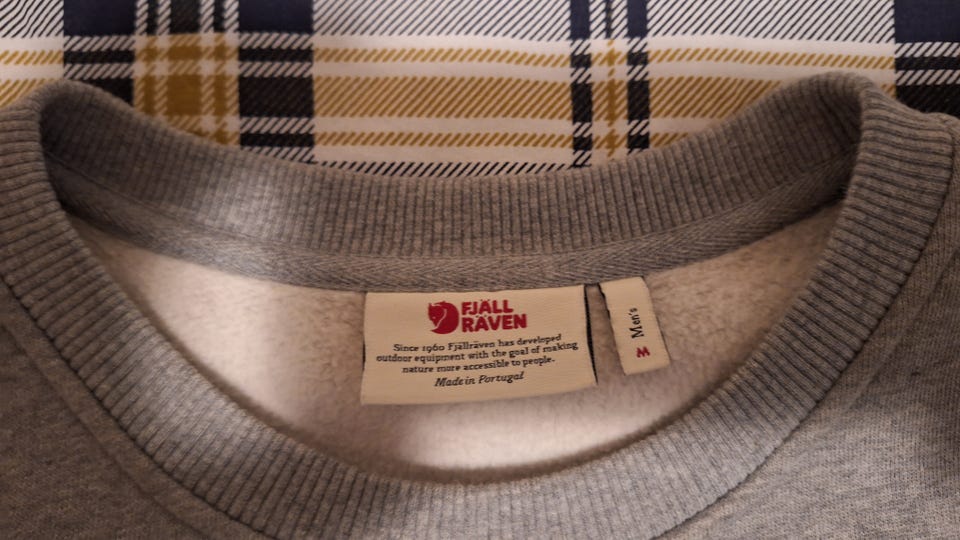 FJÄLL
RÄVEN
Since 1960 Fjällräven has developed
outdoor equipment with the goal of making
nature more accessible to people.
Made in Portugal
Men's
M